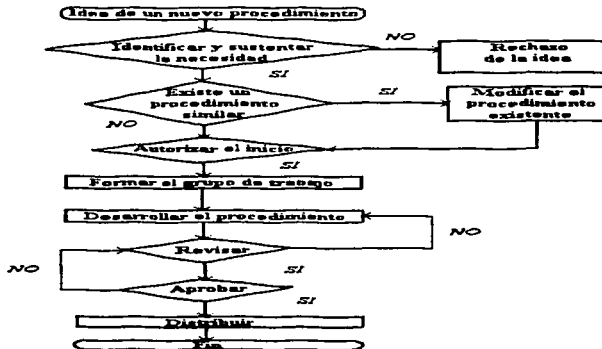 Idea de un nuevo procedimiento
Identificar y sustentar
la necesidad
NO
Rechazo
de la idea
SI
Existe un
procedimiento
similar
SI
Modificar el
procedimiento
existente
NO
Autorizar el inicio
SI
Formar el grupo de trabajo
Desarrollar el procedimiento
NO
Revisar
NO
SI
Aprobar
SI
Distribuir
Fin